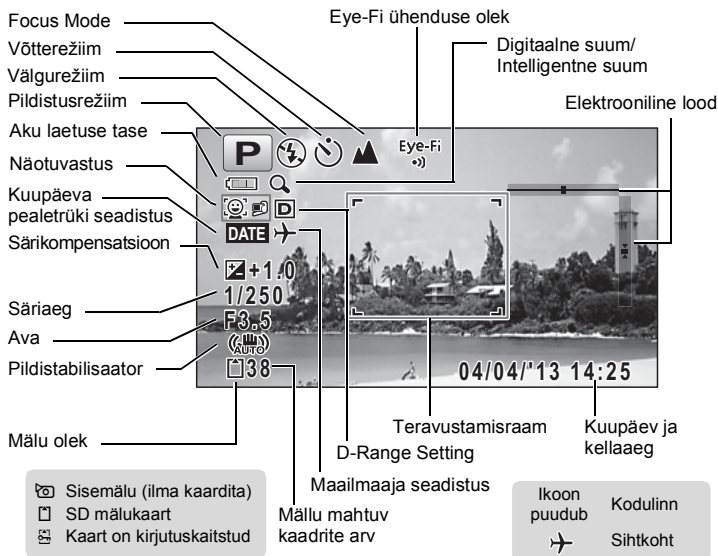 Focus Mode
Võtterežiim
Välgurežiim
Pildistusrežiim
Aku laetuse tase
Näotuvastus
Kuupäeva
pealetrüki seadistus
Särikompensatsioon
Säriaeg
Ava
Pildistabilisaator
Mälu olek
Eye-Fi ühenduse olek
Digitaalne suum/
Intelligentne suum
Elektrooniline lood
P
Eye-Fi
D
DATE
+1.0
1/250
F3.5
AUTO
38
04/04/'13 14:25
Teravustamisraam
Kuupäev ja
kellaaeg
D-Range Setting
Maailmaaja seadistus
Mällu mahtuv
kaadrite arv
Sisemälu (ilma kaardita)
SD mälukaart
Kaart on kirjutuskaitstud
Ikoon
puudub
Kodulinn
Sihtkoht